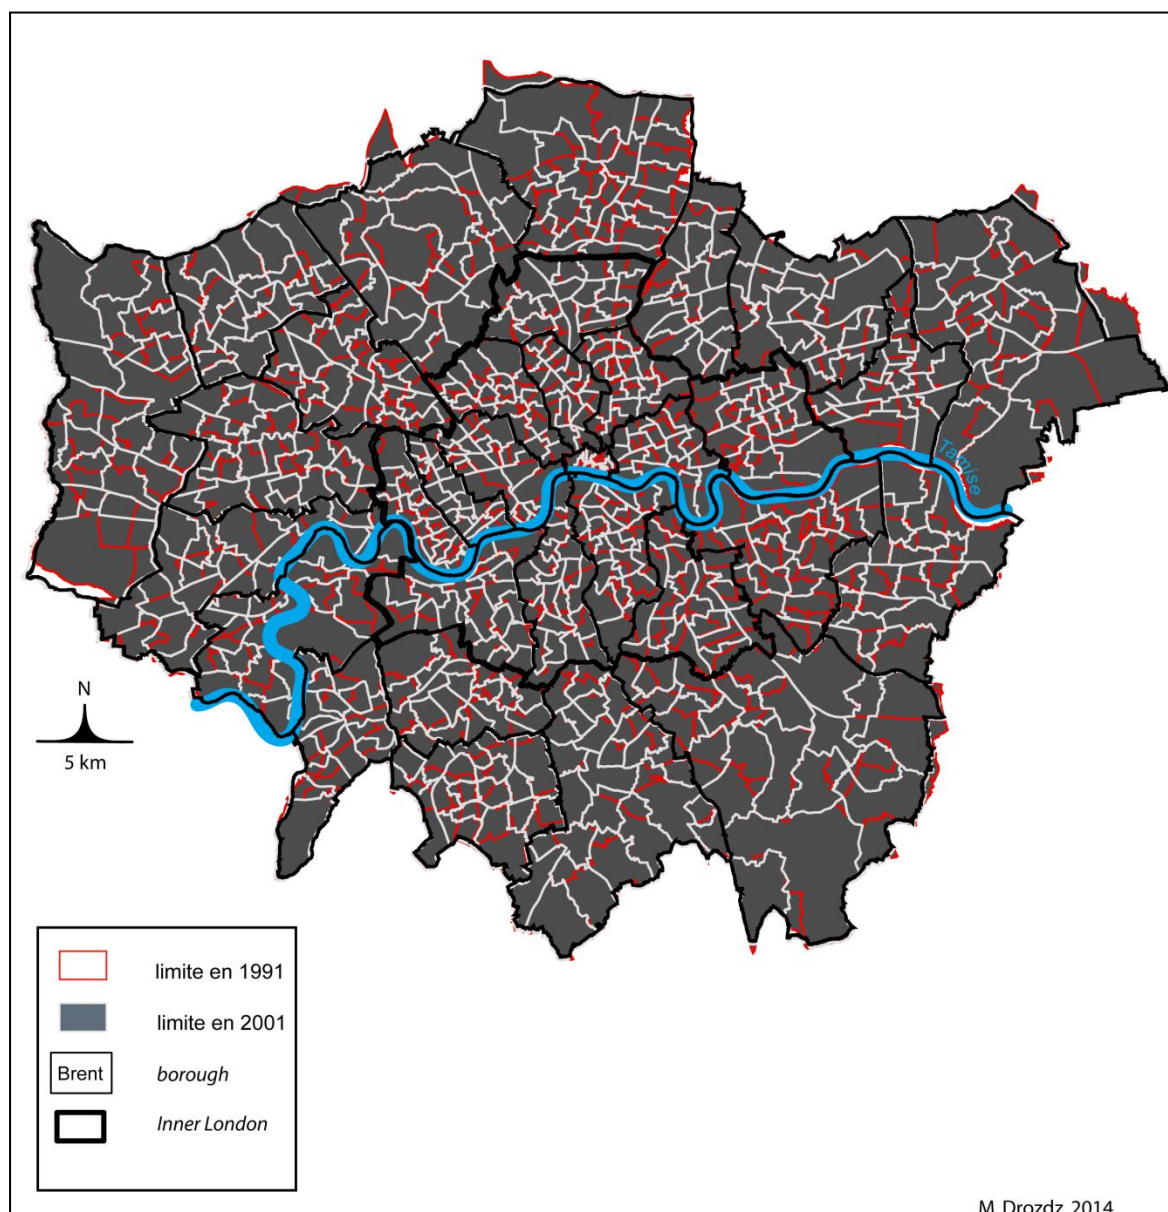 Tamise
N
5 km
limite en 1991
limite en 2001
Brent
borough
Inner London
M. Drozdz, 2014